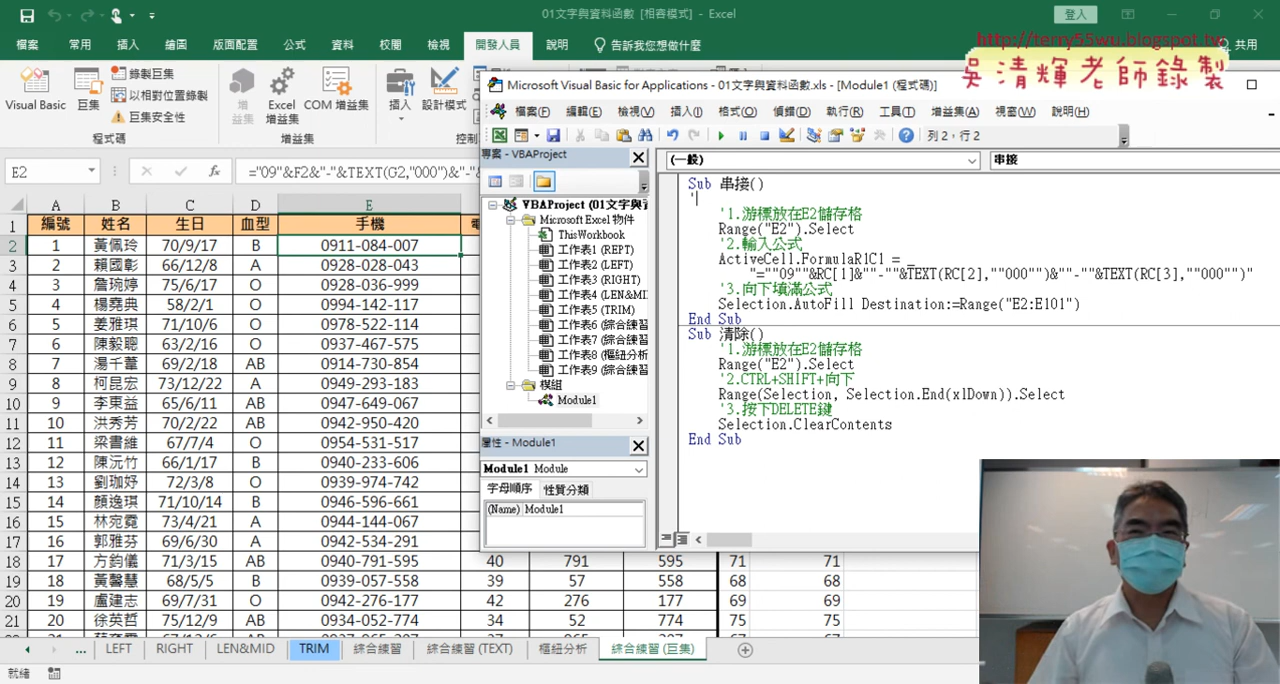 01文字與資料函數 [相容模式] - Excel
登入
檔案 常用 插入 繪圖 版面配置 公式 資料 校閱 檢視 開發人員 說明 告訴我您想做什麼 共用
http://terry55wu.blogspot.tw
吳清輝老師錄製
Visual Basic 巨集 錄製巨集 以相對位置錄製 巨集安全性
增益集 Excel 增益集 COM 增益集 插入 設計模式
程式碼 增益集
E2 fx ="09"&F2&"-"&TEXT(G2,"000")&"-"&
A B C D E
1 編號 姓名 生日 血型 手機
2 1 黃佩玲 70/9/17 B 0911-084-007
3 2 賴國彰 66/12/8 A 0928-028-043
4 3 詹琬婷 75/6/17 O 0928-036-999
5 4 楊堯典 58/2/1 O 0994-142-117
6 5 姜雅琪 71/10/6 O 0978-522-114
7 6 陳毅聰 63/2/16 O 0937-467-575
8 7 湯千葦 69/2/18 AB 0914-730-854
9 8 柯昆宏 73/12/22 A 0949-293-183
10 9 李東益 65/6/11 AB 0947-649-067
11 10 洪秀芳 70/2/22 AB 0942-950-420
12 11 梁書維 67/7/4 O 0954-531-517
13 12 陳沅竹 66/1/17 B 0940-233-606
14 13 劉珈妤 72/3/8 O 0939-974-742
15 14 顏逸琪 71/10/14 B 0946-596-661
16 15 林宛霓 73/4/21 A 0944-144-067
17 16 郭雅芬 69/6/30 A 0942-534-291
18 17 方鈞儀 71/3/15 AB 0940-791-595 40 791 595 71 71
19 18 黃馨慧 68/5/5 B 0939-057-558 39 57 558 68 68
20 19 盧建志 69/7/31 O 0942-276-177 42 276 177 69 69
21 20 徐英哲 75/12/9 AB 0934-052-774 34 52 774 75 75
... LEFT RIGHT LEN&MID TRIM 綜合練習 綜合練習 (TEXT) 樞紐分析 綜合練習 (巨集)
就緒
Microsoft Visual Basic for Applications - 01文字與資料函數.xls - [Module1 (程式碼)]
檔案(F) 編輯(E) 檢視(V) 插入(I) 格式(O) 偵錯(D) 執行(R) 工具(T) 增益集(A) 視窗(W) 說明(H)
列 2，行 2
專案 - VBAProject
VBAProject (01文字與資
Microsoft Excel 物件
ThisWorkbook
工作表1 (REPT)
工作表2 (LEFT)
工作表3 (RIGHT)
工作表4 (LEN&MI
工作表5 (TRIM)
工作表6 (綜合練習
工作表7 (綜合練習
工作表8 (樞紐分析
工作表9 (綜合練習
模組
Module1
屬性 - Module1
Module1 Module
字母順序 性質分類
(Name) Module1
(一般) 串接
Sub 串接()
'
'1.游標放在E2儲存格
Range("E2").Select
'2.輸入公式
ActiveCell.FormulaR1C1 = _
"=""09""&RC[1]&""-""&TEXT(RC[2],""000"")&""-""&TEXT(RC[3],""000"")"
'3.向下填滿公式
Selection.AutoFill Destination:=Range("E2:E101")
End Sub
Sub 清除()
'1.游標放在E2儲存格
Range("E2").Select
'2.CTRL+SHIFT+向下
Range(Selection, Selection.End(xlDown)).Select
'3.按下DELETE鍵
Selection.ClearContents
End Sub